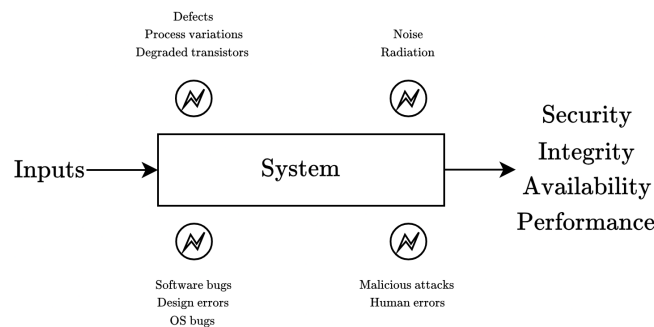 Defects
Process variations
Degraded transistors
Noise
Radiation
Inputs
System
Security
Integrity
Availability
Performance
Software bugs
Design errors
OS bugs
Malicious attacks
Human errors